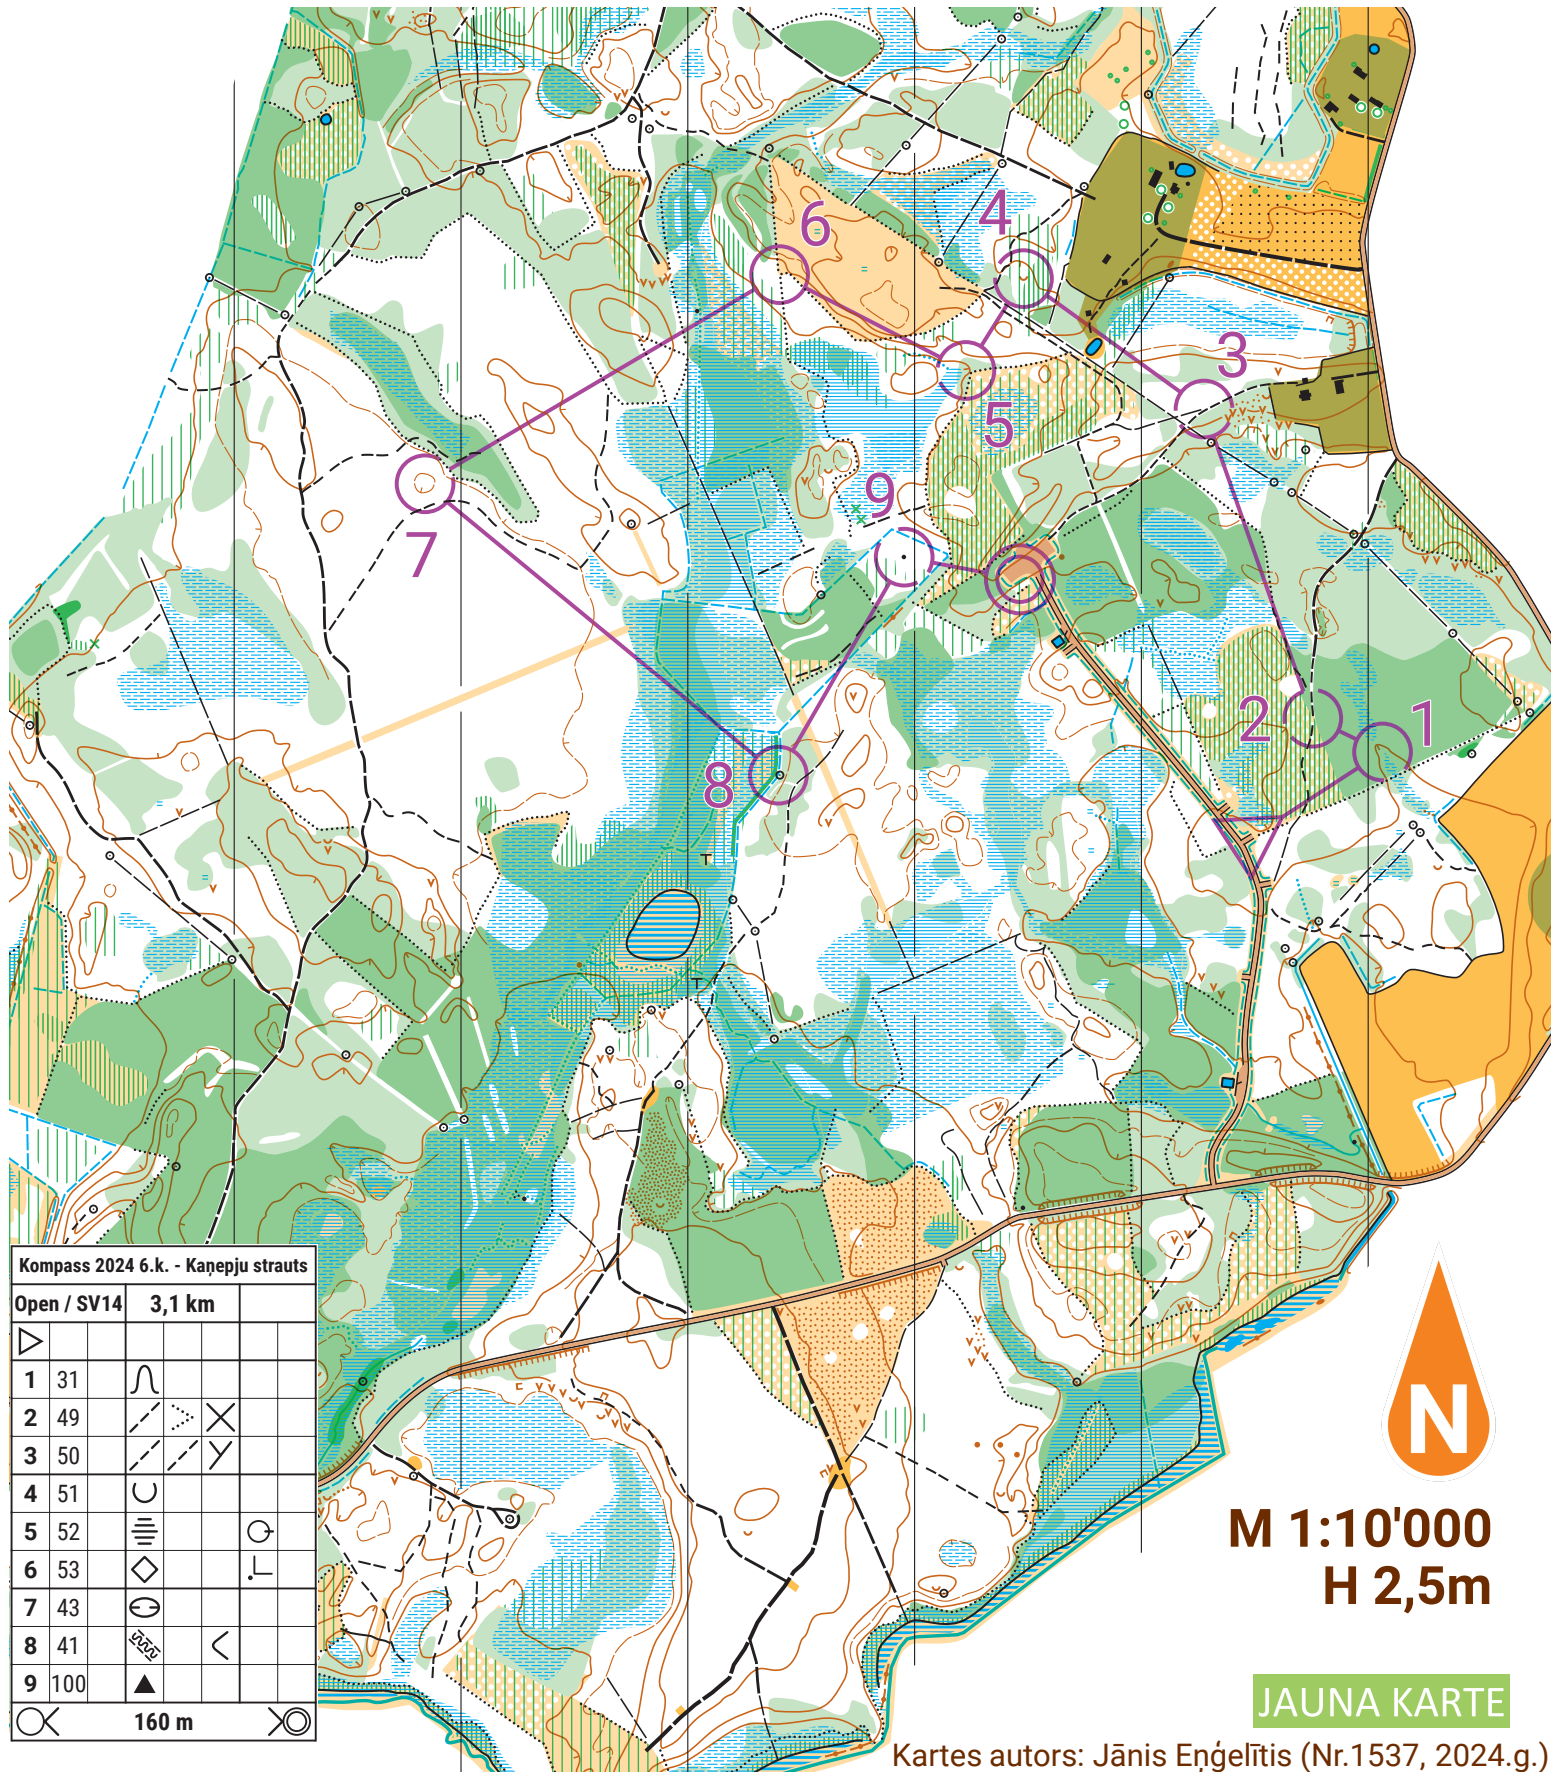 6
4
3
5
9
7
2
1
8
Kompass 2024 6.k. - Kaņepju strauts
Open / SV14 3,1 km
1 31
2 49
3 50
4 51
5 52
6 53
7 43
8 41
9 100
160 m
N
M 1:10'000
H 2,5m
JAUNA KARTE
Kartes autors: Jānis Eņģelītis (Nr.1537, 2024.g.)